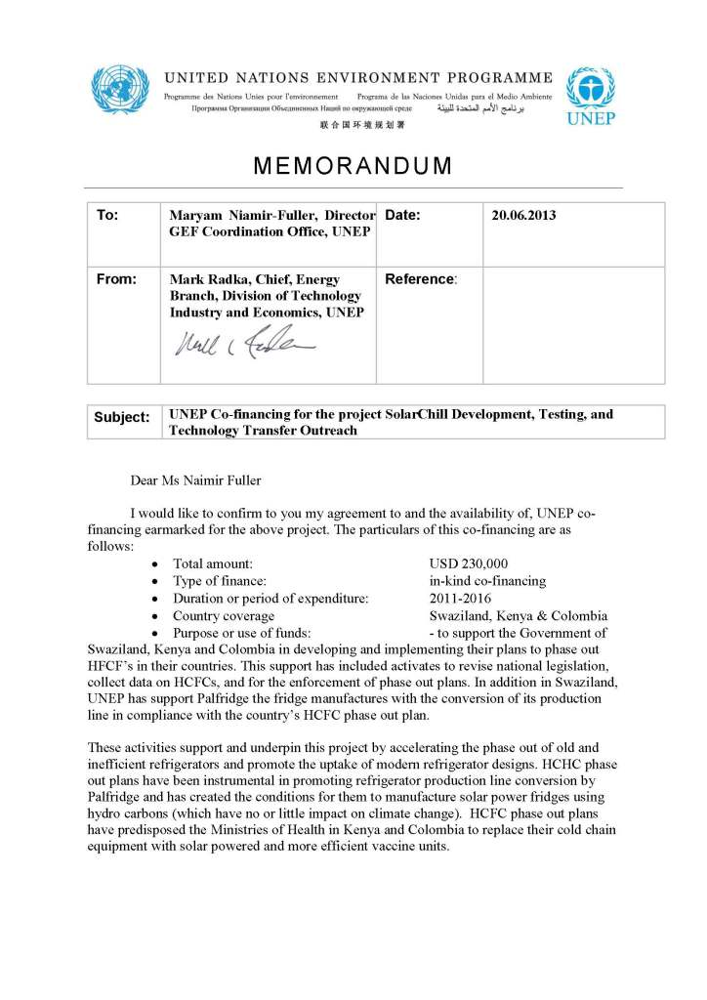 UNITED NATIONS ENVIRONMENT PROGRAMME
Programme des Nations Unies pour l'environnement Programa de las Naciones Unidas para el Medio Ambiente
Программа Организации Объединенных Наций по окружающей среде برنامج الأمم المتحدة للبيئة
联合国环境规划署
UNEP
MEMORANDUM
To: Maryam Niamir-Fuller, Director Date: 20.06.2013
GEF Coordination Office, UNEP
From: Mark Radka, Chief, Energy Reference:
Branch, Division of Technology
Industry and Economics, UNEP
Subject: UNEP Co-financing for the project SolarChill Development, Testing, and
Technology Transfer Outreach
Dear Ms Naimir Fuller
I would like to confirm to you my agreement to and the availability of, UNEP co-
financing earmarked for the above project. The particulars of this co-financing are as
follows:
• Total amount: USD 230,000
• Type of finance: in-kind co-financing
• Duration or period of expenditure: 2011-2016
• Country coverage Swaziland, Kenya & Colombia
• Purpose or use of funds: - to support the Government of
Swaziland, Kenya and Colombia in developing and implementing their plans to phase out
HFCF's in their countries. This support has included activates to revise national legislation,
collect data on HCFCs, and for the enforcement of phase out plans. In addition in Swaziland,
UNEP has support Palfridge the fridge manufactures with the conversion of its production
line in compliance with the country's HCFC phase out plan.
These activities support and underpin this project by accelerating the phase out of old and
inefficient refrigerators and promote the uptake of modern refrigerator designs. HCHC phase
out plans have been instrumental in promoting refrigerator production line conversion by
Palfridge and has created the conditions for them to manufacture solar power fridges using
hydro carbons (which have no or little impact on climate change). HCFC phase out plans
have predisposed the Ministries of Health in Kenya and Colombia to replace their cold chain
equipment with solar powered and more efficient vaccine units.